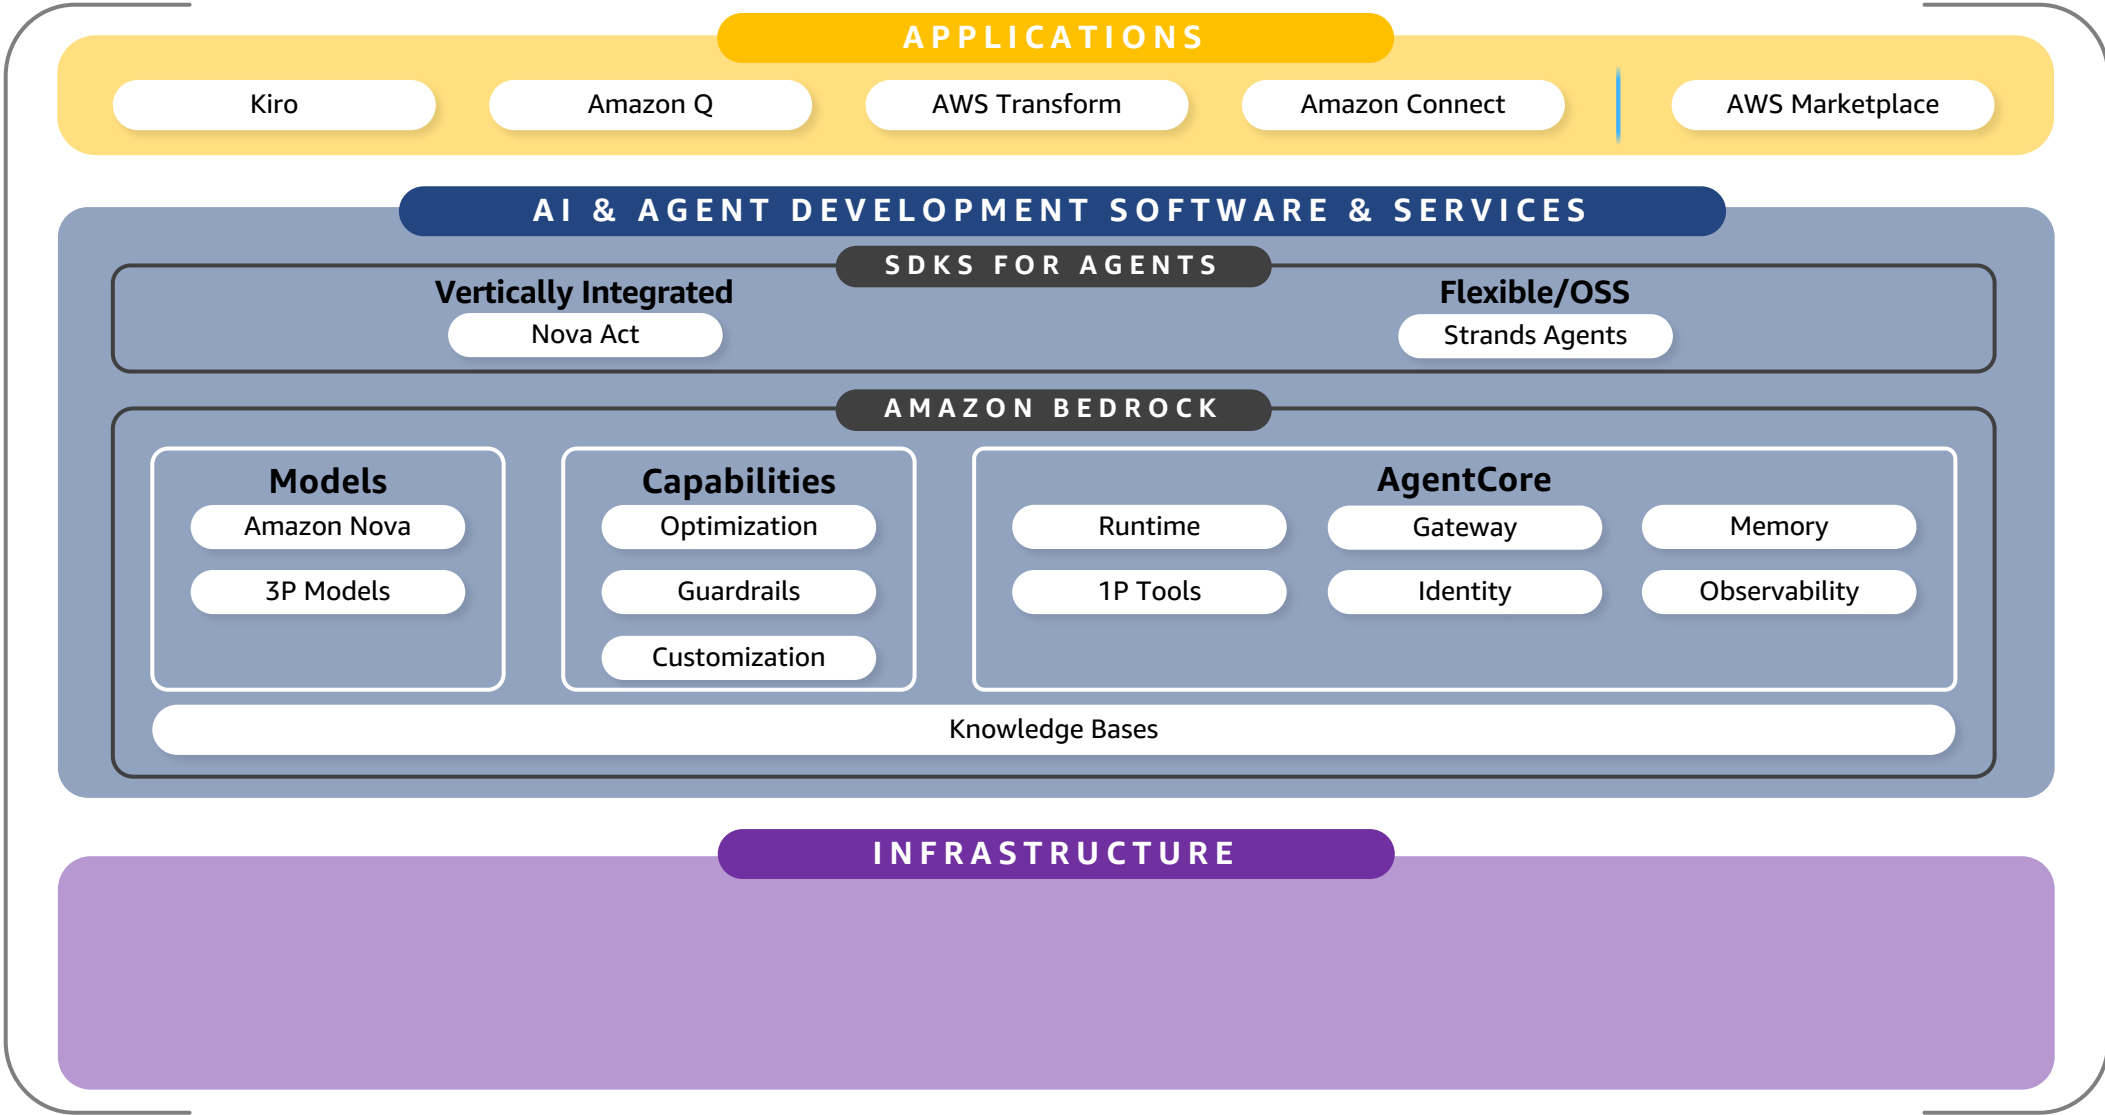 APPLICATIONS
Kiro
Amazon Q
AWS Transform
Amazon Connect
AWS Marketplace
AI & AGENT DEVELOPMENT SOFTWARE & SERVICES
SDKS FOR AGENTS
Vertically Integrated
Nova Act
Flexible/OSS
Strands Agents
AMAZON BEDROCK
Models
Amazon Nova
3P Models
Capabilities
Optimization
Guardrails
Customization
AgentCore
Runtime
Gateway
Memory
1P Tools
Identity
Observability
Knowledge Bases
INFRASTRUCTURE